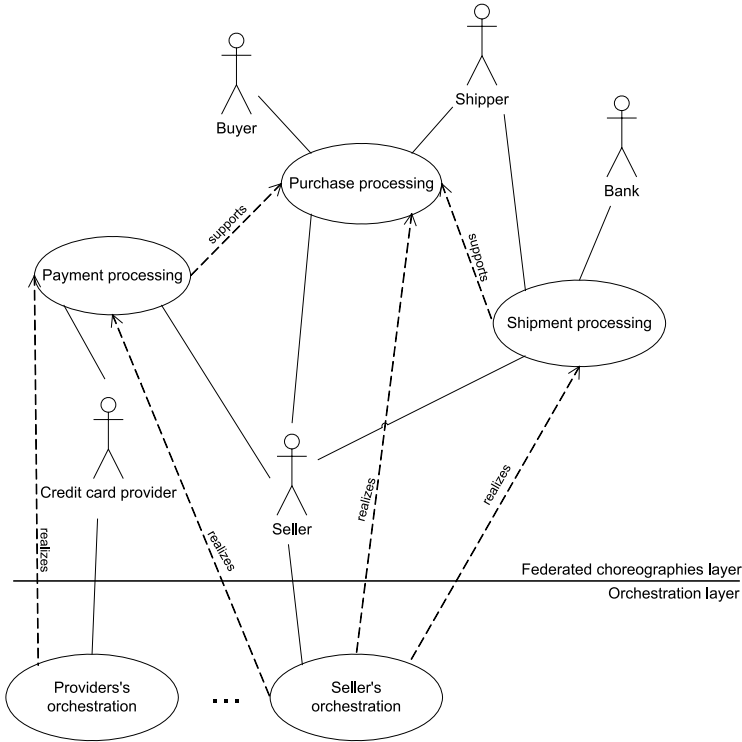 Buyer
Shipper
Bank
Purchase processing
supports
supports
Payment processing
Shipment processing
Credit card provider
Seller
realizes
realizes
realizes
realizes
Federated choreographies layer
Orchestration layer
Providers's
orchestration
...
Seller's
orchestration